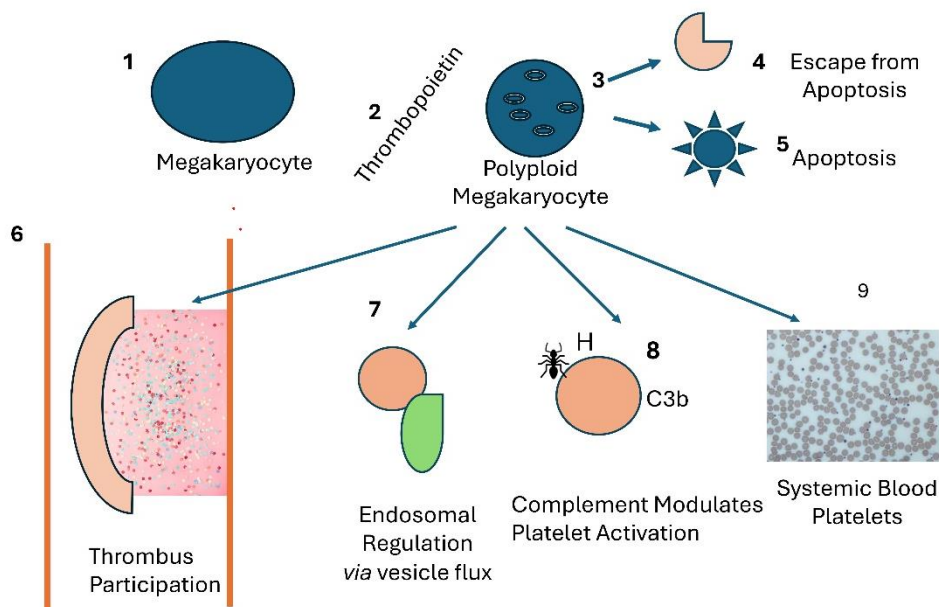 1
Megakaryocyte
2
Thrombopoietin
3
Polyploid
Megakaryocyte
4
Escape from
Apoptosis
5
Apoptosis
6
Thrombus
Participation
7
Endosomal
Regulation
via vesicle flux
H
8
C3b
Complement Modulates
Platelet Activation
9
Systemic Blood
Platelets